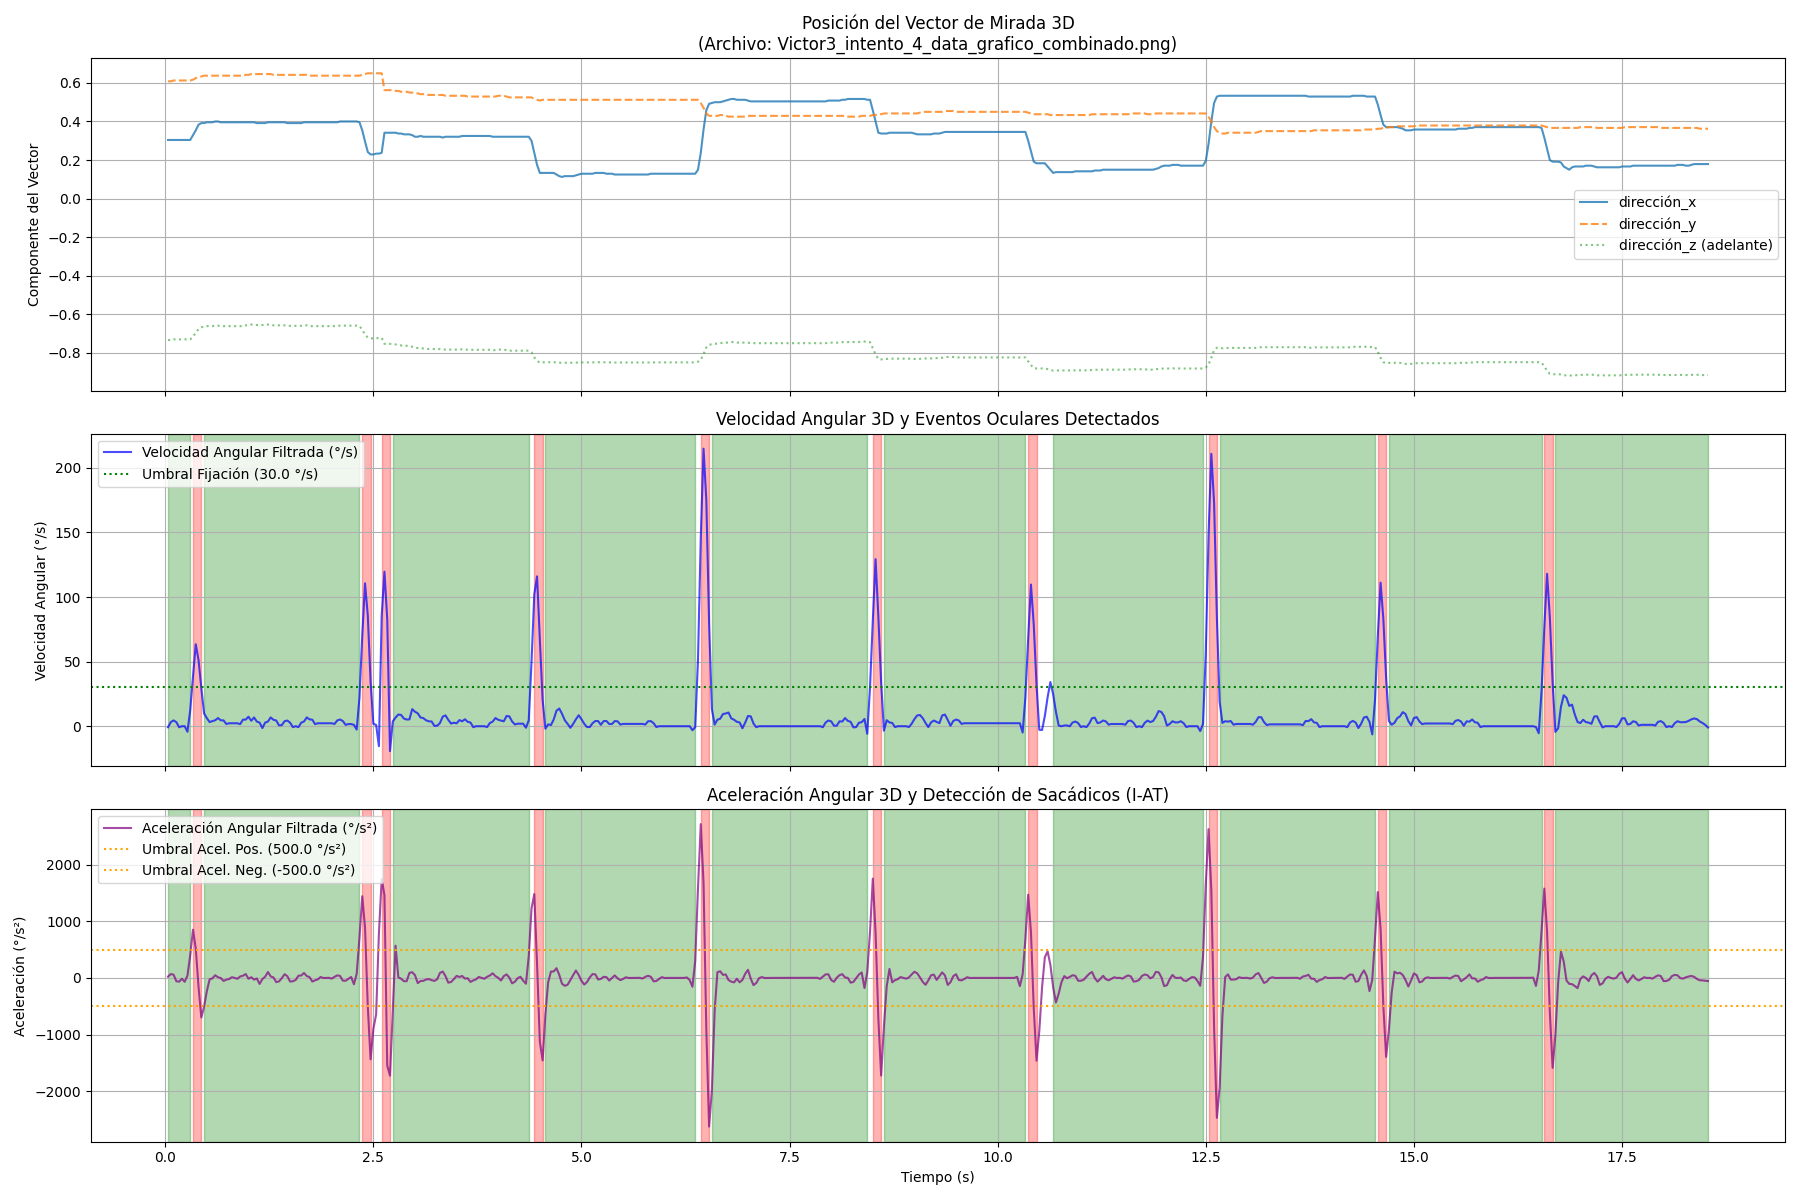 Posición del Vector de Mirada 3D
(Archivo: Victor3_intento_4_data_grafico_combinado.png)
Componente del Vector
0.6
0.4
0.2
0.0
−0.2
−0.4
−0.6
−0.8
dirección_x
dirección_y
dirección_z (adelante)
Velocidad Angular 3D y Eventos Oculares Detectados
Velocidad Angular (°/s)
200
150
100
50
0
Velocidad Angular Filtrada (°/s)
Umbral Fijación (30.0 °/s)
Aceleración Angular 3D y Detección de Sacádicos (I-AT)
Aceleración (°/s²)
2000
1000
0
−1000
−2000
Aceleración Angular Filtrada (°/s²)
Umbral Acel. Pos. (500.0 °/s²)
Umbral Acel. Neg. (-500.0 °/s²)
0.0 2.5 5.0 7.5 10.0 12.5 15.0 17.5
Tiempo (s)